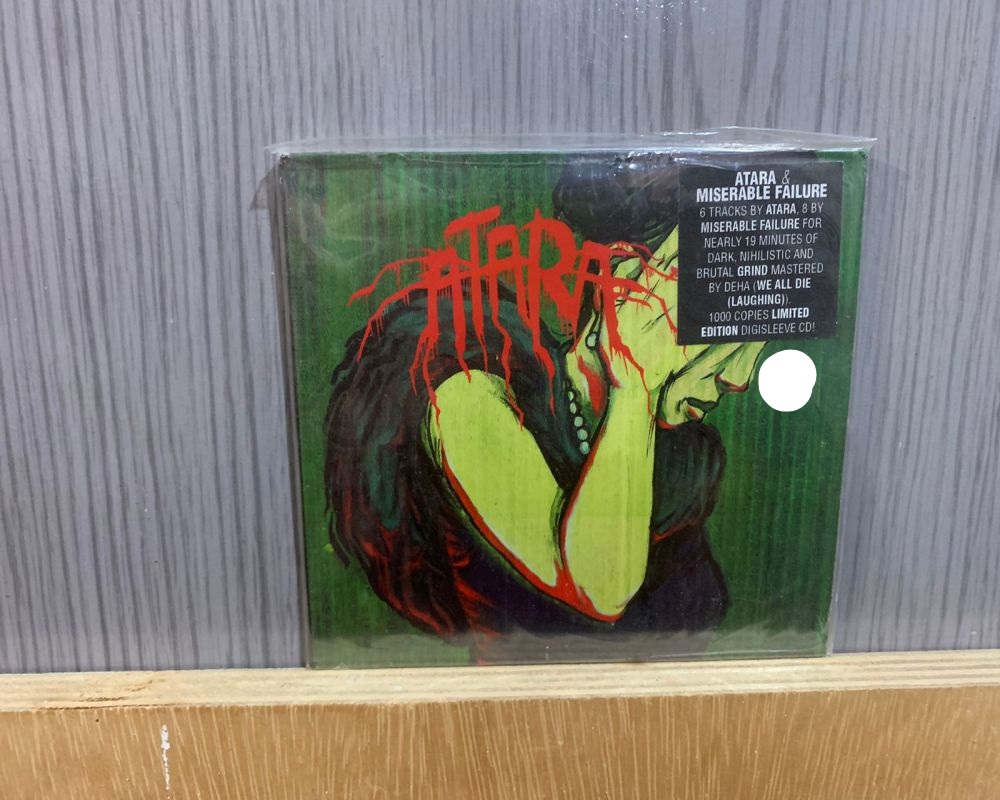 ATARA
ATARA &
MISERABLE FAILURE
6 TRACKS BY ATARA, 8 BY
MISERABLE FAILURE FOR
NEARLY 19 MINUTES OF
DARK, NIHILISTIC AND
BRUTAL GRIND MASTERED
BY DEHA (WE ALL DIE
(LAUGHING)).
1000 COPIES LIMITED
EDITION DIGISLEEVE CD!